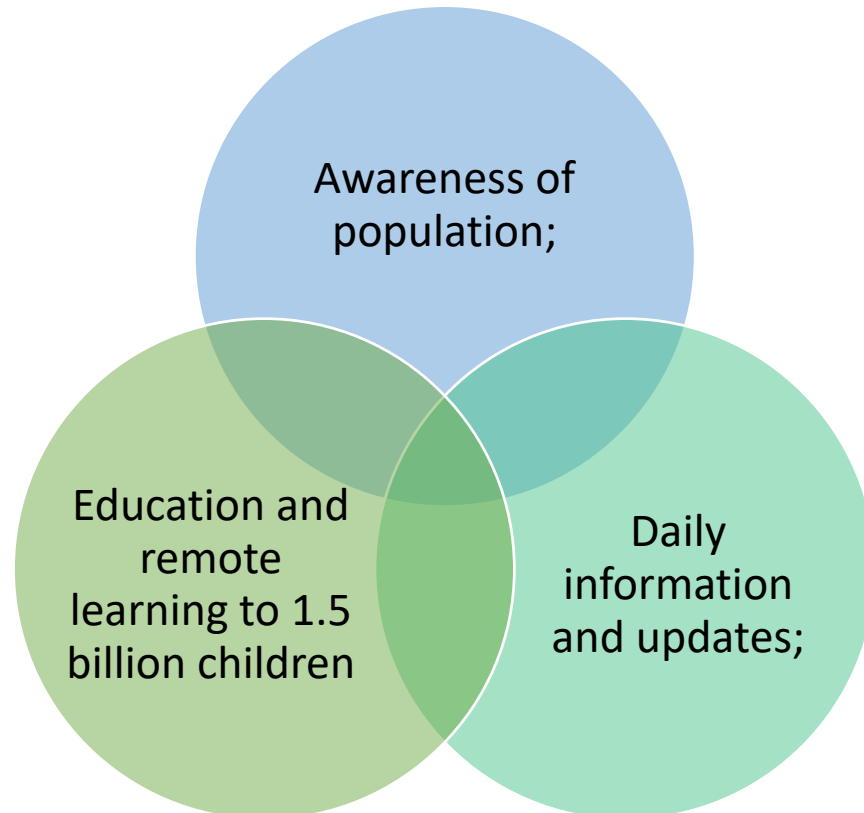 Awareness of
population;
Education and
remote
learning to 1.5
billion children
Daily
information
and updates;